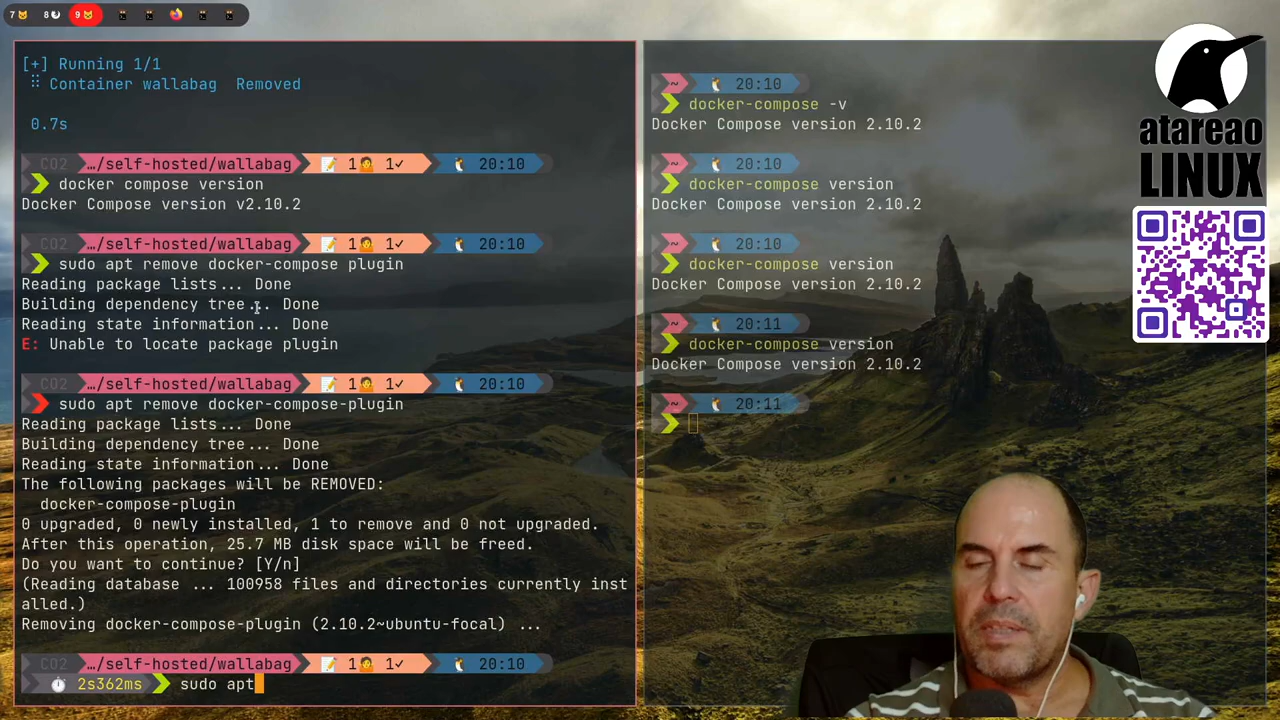 7 8 9
[+] Running 1/1
Container wallabag Removed
0.7s
CO2 …/self-hosted/wallabag 1 1✓ 20:10
docker compose version
Docker Compose version v2.10.2
CO2 …/self-hosted/wallabag 1 1✓ 20:10
sudo apt remove docker-compose plugin
Reading package lists... Done
Building dependency tree... Done
Reading state information... Done
E: Unable to locate package plugin
CO2 …/self-hosted/wallabag 1 1✓ 20:10
sudo apt remove docker-compose-plugin
Reading package lists... Done
Building dependency tree... Done
Reading state information... Done
The following packages will be REMOVED:
docker-compose-plugin
0 upgraded, 0 newly installed, 1 to remove and 0 not upgraded.
After this operation, 25.7 MB disk space will be freed.
Do you want to continue? [Y/n]
(Reading database ... 100958 files and directories currently inst
alled.)
Removing docker-compose-plugin (2.10.2~ubuntu-focal) ...
CO2 …/self-hosted/wallabag 1 1✓ 20:10
2s362ms sudo apt
~ 20:10
docker-compose -v
Docker Compose version 2.10.2
~ 20:10
docker-compose version
Docker Compose version 2.10.2
~ 20:10
docker-compose version
Docker Compose version 2.10.2
~ 20:11
docker-compose version
Docker Compose version 2.10.2
~ 20:11
atareao
LINUX